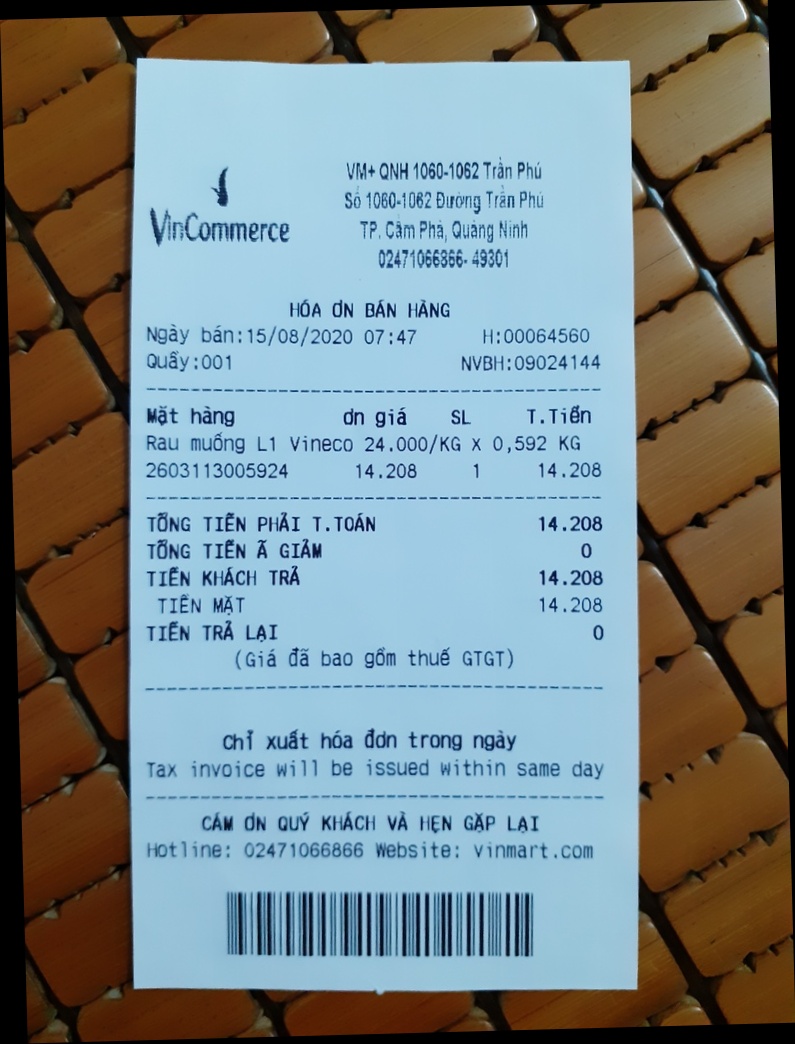 VinCommerce
VM+ QNH 1060-1062 Trần Phú
Số 1060-1062 Đường Trần Phú
TP. Cẩm Phả, Quảng Ninh
02471066866- 49301
HÓA ƠN BÁN HÀNG
Ngày bán:15/08/2020 07:47 H:00064560
Quầy:001 NVBH:09024144
Mặt hàng ơn giá SL T.Tiền
Rau muống L1 Vineco 24.000/KG X 0,592 KG
2603113005924 14.208 1 14.208
TỔNG TIỀN PHẢI T.TOÁN 14.208
TỔNG TIỀN Ã GIẢM 0
TIỀN KHÁCH TRẢ 14.208
TIỀN MẶT 14.208
TIỀN TRẢ LẠI 0
(Giá đã bao gồm thuế GTGT)
Chỉ xuất hóa đơn trong ngày
Tax invoice will be issued within same day
CÁM ƠN QUÝ KHÁCH VÀ HẸN GẶP LẠI
Hotline: 02471066866 Website: vinmart.com